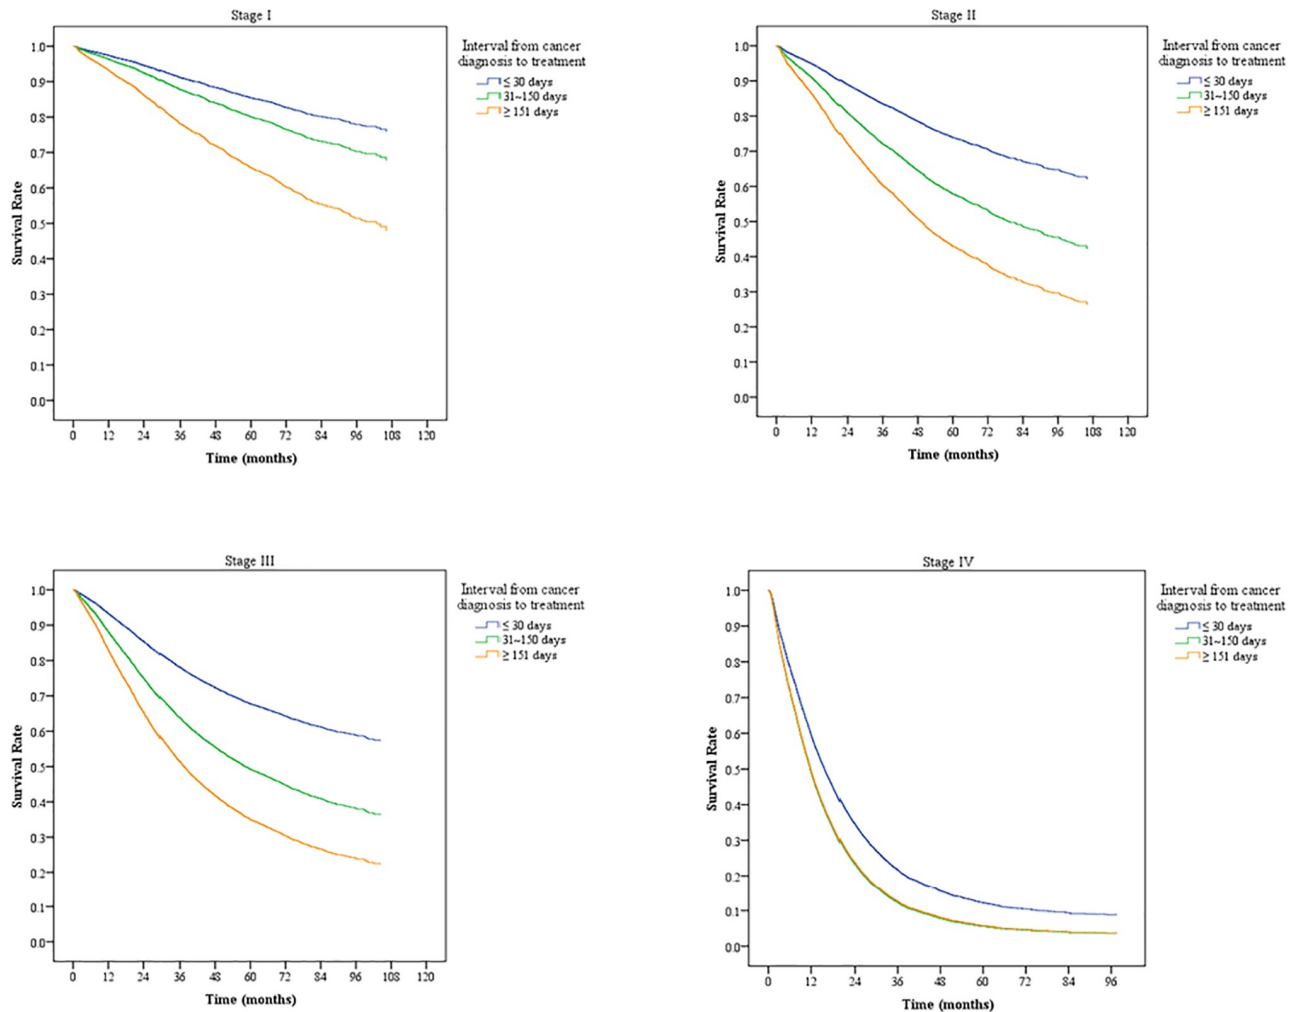 Stage I
Interval from cancer
diagnosis to treatment
≤ 30 days
31~150 days
≥ 151 days
Survival Rate
1.0
0.9
0.8
0.7
0.6
0.5
0.4
0.3
0.2
0.1
0.0
0 12 24 36 48 60 72 84 96 108 120
Time (months)
Stage II
Interval from cancer
diagnosis to treatment
≤ 30 days
31~150 days
≥ 151 days
Survival Rate
1.0
0.9
0.8
0.7
0.6
0.5
0.4
0.3
0.2
0.1
0.0
0 12 24 36 48 60 72 84 96 108 120
Time (months)
Stage III
Interval from cancer
diagnosis to treatment
≤ 30 days
31~150 days
≥ 151 days
Survival Rate
1.0
0.9
0.8
0.7
0.6
0.5
0.4
0.3
0.2
0.1
0.0
0 12 24 36 48 60 72 84 96 108 120
Time (months)
Stage IV
Interval from cancer
diagnosis to treatment
≤ 30 days
31~150 days
≥ 151 days
Survival Rate
1.0
0.9
0.8
0.7
0.6
0.5
0.4
0.3
0.2
0.1
0.0
0 12 24 36 48 60 72 84 96
Time (months)